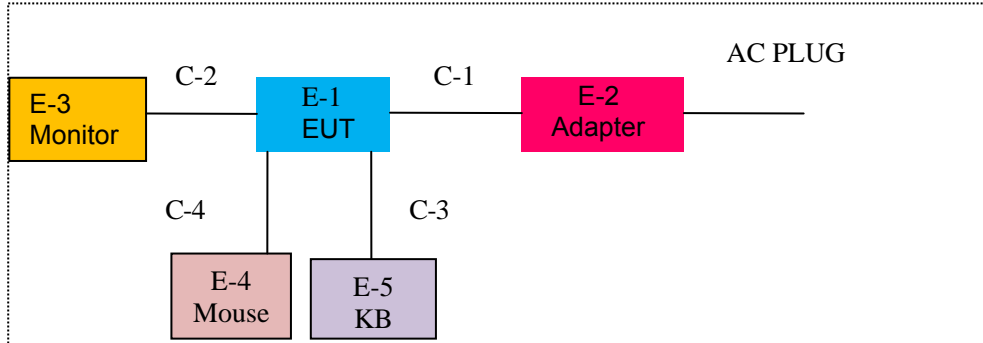 AC PLUG
C-2
C-1
E-3
Monitor
E-1
EUT
E-2
Adapter
C-4
C-3
E-4
Mouse
E-5
KB